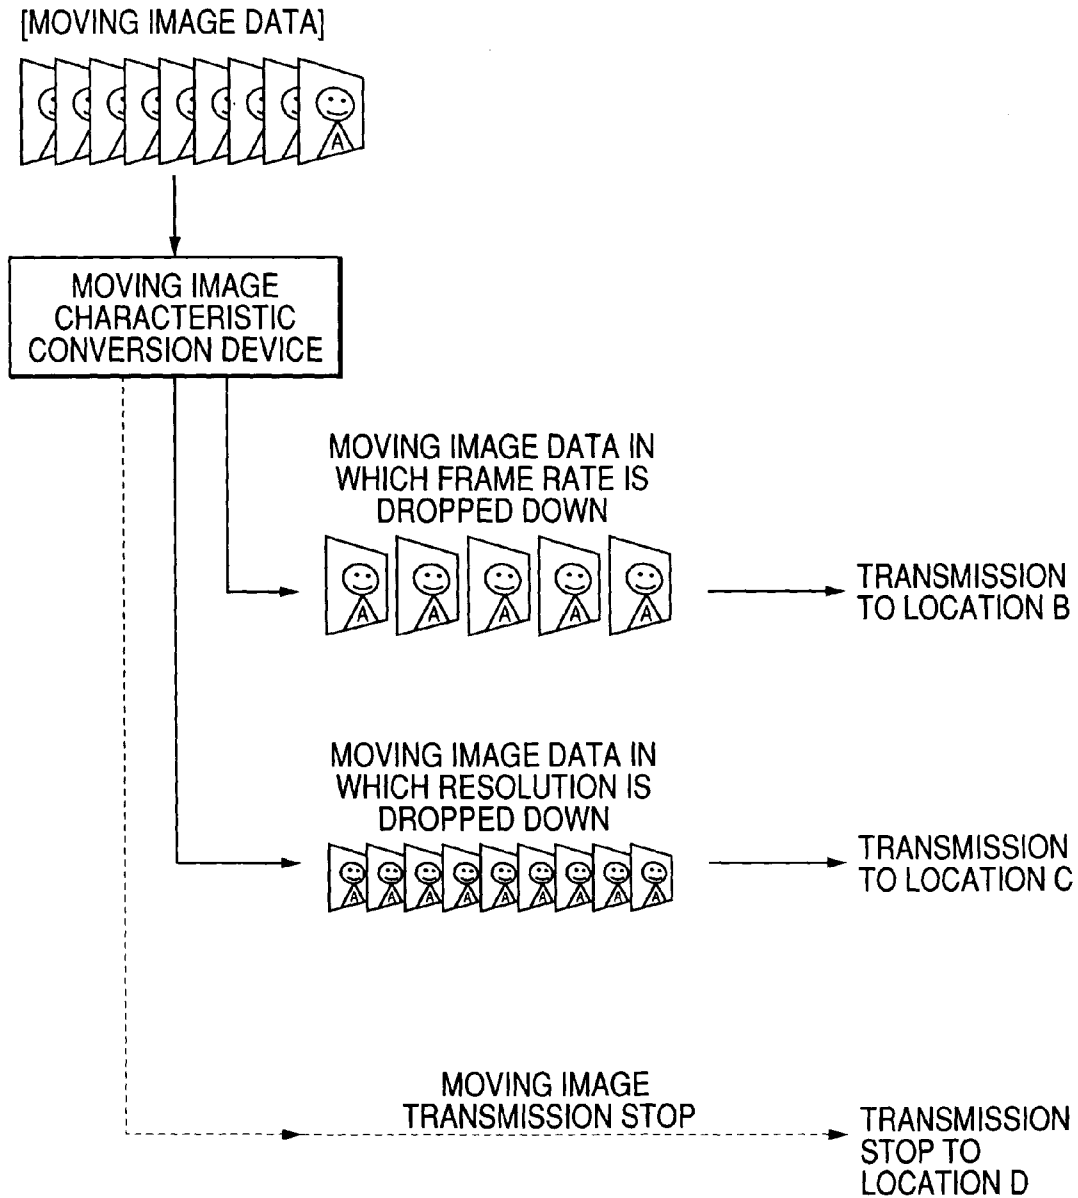 [MOVING IMAGE DATA]
A
MOVING IMAGE
CHARACTERISTIC
CONVERSION DEVICE
MOVING IMAGE DATA IN
WHICH FRAME RATE IS
DROPPED DOWN
A A A A A
TRANSMISSION
TO LOCATION B
MOVING IMAGE DATA IN
WHICH RESOLUTION IS
DROPPED DOWN
A A A A A A A A A
TRANSMISSION
TO LOCATION C
MOVING IMAGE
TRANSMISSION STOP
TRANSMISSION
STOP TO
LOCATION D